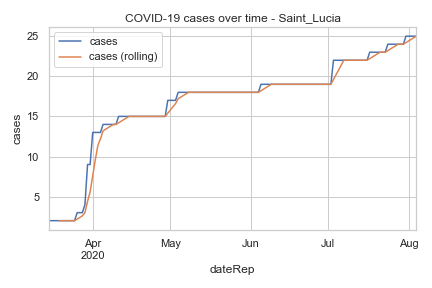 COVID-19 cases over time - Saint_Lucia
cases
cases (rolling)
25
20
15
10
5
cases
Apr
2020
May
Jun
Jul
Aug
dateRep